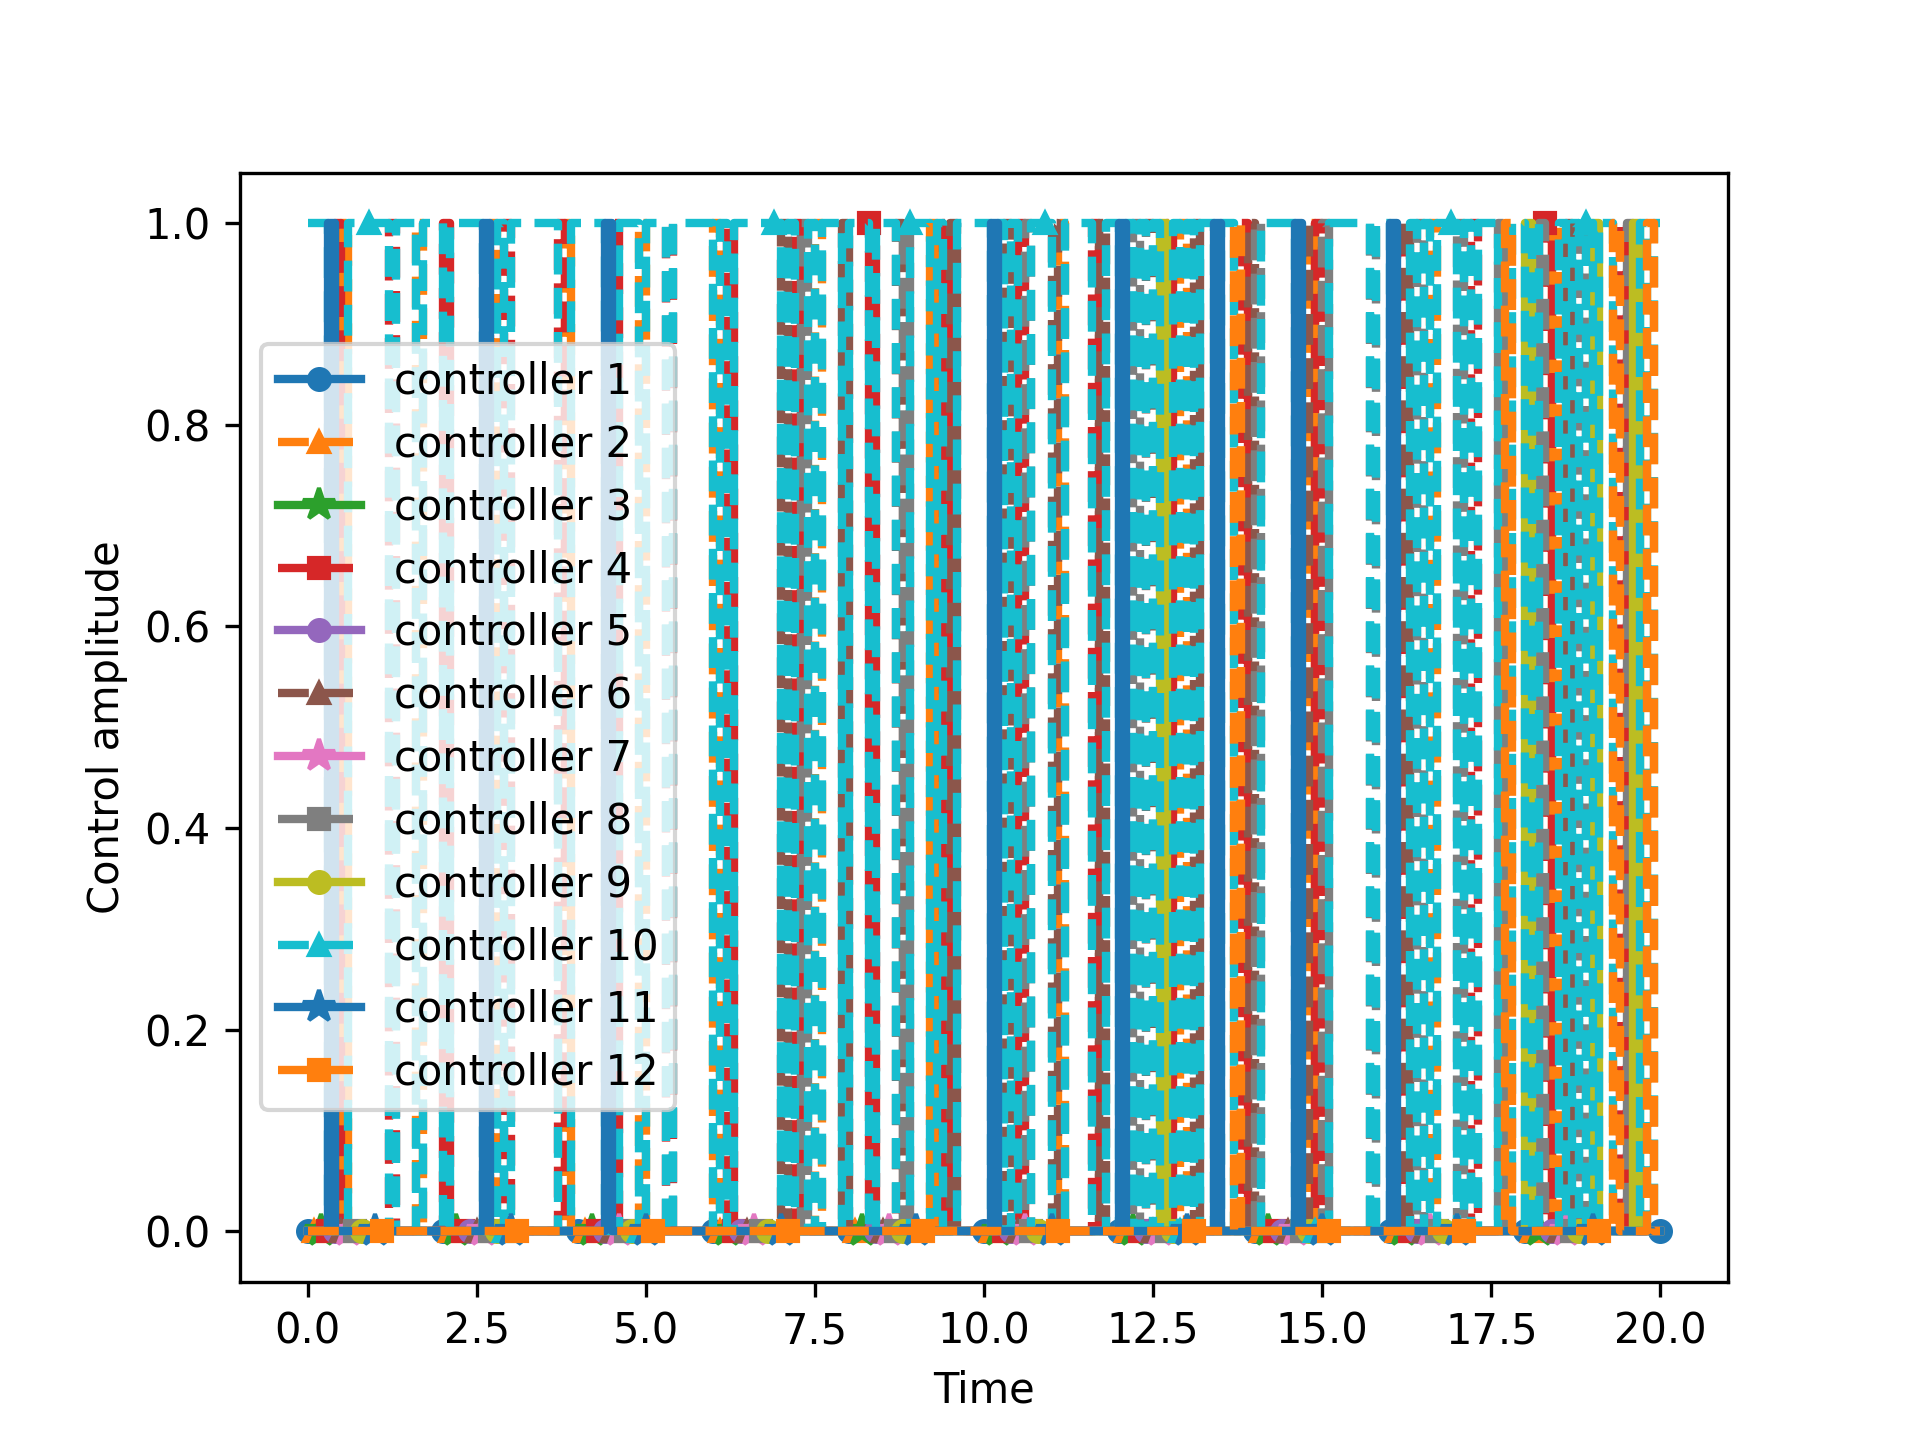 1.0
0.8
0.6
0.4
0.2
0.0
Control amplitude
controller 1
controller 2
controller 3
controller 4
controller 5
controller 6
controller 7
controller 8
controller 9
controller 10
controller 11
controller 12
0.0 2.5 5.0 7.5 10.0 12.5 15.0 17.5 20.0
Time